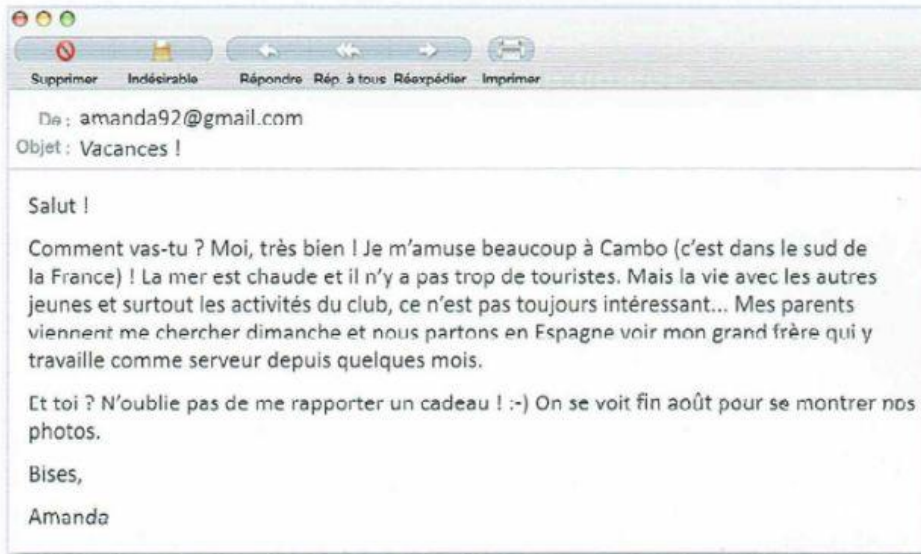 Supprimer Indésirable Répondre Rép. à tous Réexpédier Imprimer
De : amanda92@gmail.com
Objet : Vacances !
Salut !
Comment vas-tu ? Moi, très bien ! Je m'amuse beaucoup à Cambo (c'est dans le sud de
la France) ! La mer est chaude et il n'y a pas trop de touristes. Mais la vie avec les autres
jeunes et surtout les activités du club, ce n'est pas toujours intéressant... Mes parents
viennent me chercher dimanche et nous partons en Espagne voir mon grand frère qui y
travaille comme serveur depuis quelques mois.
Et toi ? N'oublie pas de me rapporter un cadeau ! :-) On se voit fin août pour se montrer nos
photos.
Bises,
Amanda